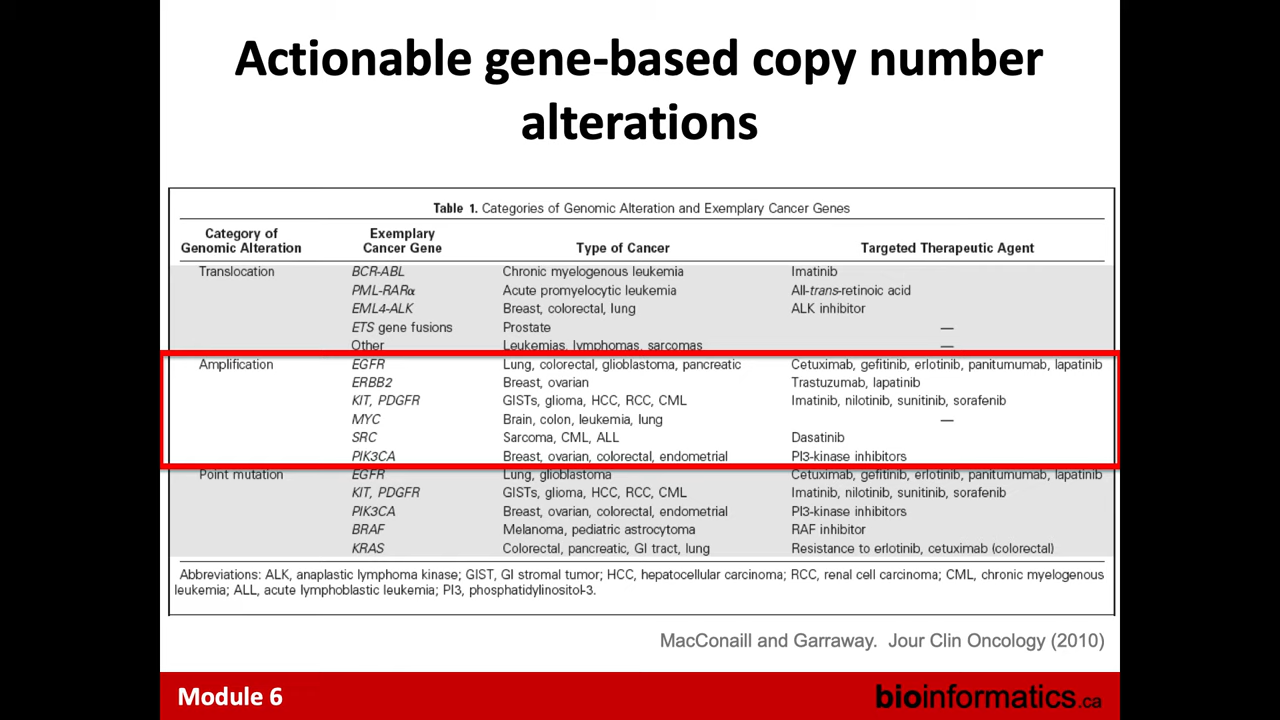 Actionable gene-based copy number
alterations
Table 1. Categories of Genomic Alteration and Exemplary Cancer Genes
Category of Genomic Alteration Exemplary Cancer Gene Type of Cancer Targeted Therapeutic Agent
Translocation BCR-ABL Chronic myelogenous leukemia Imatinib
PML-RARα Acute promyelocytic leukemia All-trans-retinoic acid
EML4-ALK Breast, colorectal, lung ALK inhibitor
ETS gene fusions Prostate —
Other Leukemias, lymphomas, sarcomas —
Amplification EGFR Lung, colorectal, glioblastoma, pancreatic Cetuximab, gefitinib, erlotinib, panitumumab, lapatinib
ERBB2 Breast, ovarian Trastuzumab, lapatinib
KIT, PDGFR GISTs, glioma, HCC, RCC, CML Imatinib, nilotinib, sunitinib, sorafenib
MYC Brain, colon, leukemia, lung —
SRC Sarcoma, CML, ALL Dasatinib
PIK3CA Breast, ovarian, colorectal, endometrial PI3-kinase inhibitors
Point mutation EGFR Lung, glioblastoma Cetuximab, gefitinib, erlotinib, panitumumab, lapatinib
KIT, PDGFR GISTs, glioma, HCC, RCC, CML Imatinib, nilotinib, sunitinib, sorafenib
PIK3CA Breast, ovarian, colorectal, endometrial PI3-kinase inhibitors
BRAF Melanoma, pediatric astrocytoma RAF inhibitor
KRAS Colorectal, pancreatic, GI tract, lung Resistance to erlotinib, cetuximab (colorectal)
Abbreviations: ALK, anaplastic lymphoma kinase; GIST, GI stromal tumor; HCC, hepatocellular carcinoma; RCC, renal cell carcinoma; CML, chronic myelogenous
leukemia; ALL, acute lymphoblastic leukemia; PI3, phosphatidylinositol-3.
MacConaill and Garraway. Jour Clin Oncology (2010)
Module 6 bioinformatics.ca